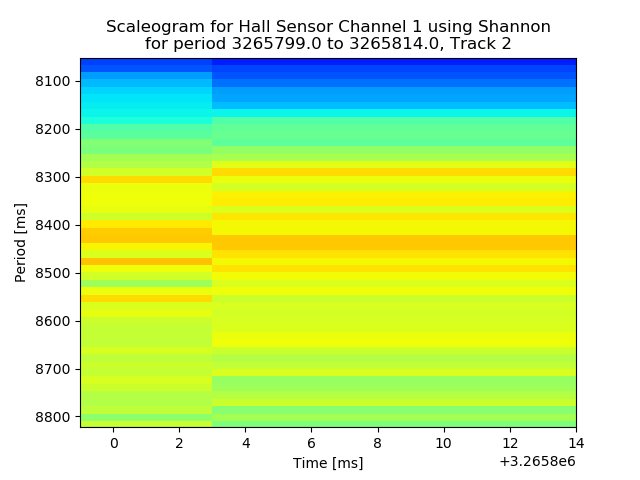 Scaleogram for Hall Sensor Channel 1 using Shannon
for period 3265799.0 to 3265814.0, Track 2
8100
8200
8300
8400
8500
8600
8700
8800
Period [ms]
0 2 4 6 8 10 12 14
Time [ms]
+3.2658e6